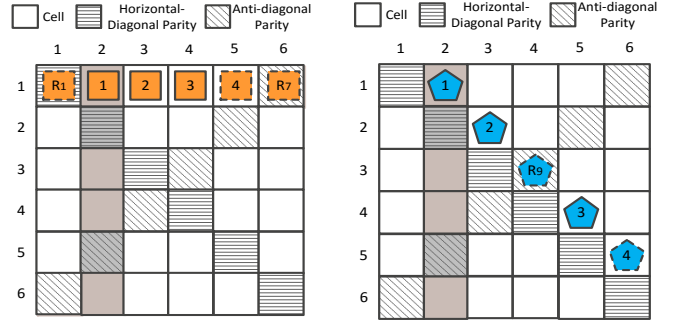 Cell Horizontal-Diagonal Parity Anti-diagonal Parity
1 2 3 4 5 6
1 R1 1 2 3 4 R7
2
3
4
5
6
Cell Horizontal-Diagonal Parity Anti-diagonal Parity
1 2 3 4 5 6
1 1
2 2
3 R9
4 3
5 4
6